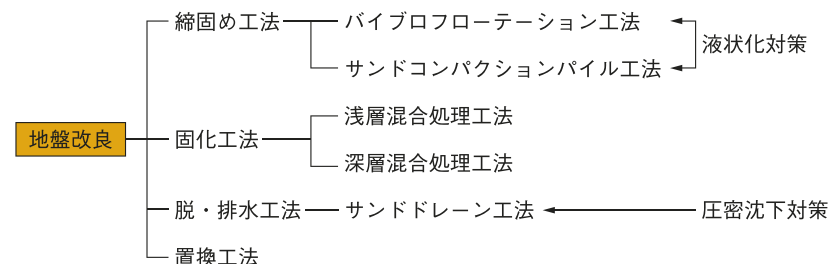 締固め工法
バイブロフローテーション工法
液状化対策
サンドコンパクションパイル工法
浅層混合処理工法
地盤改良
固化工法
深層混合処理工法
脱・排水工法
サンドドレーン工法
圧密沈下対策
置換工法